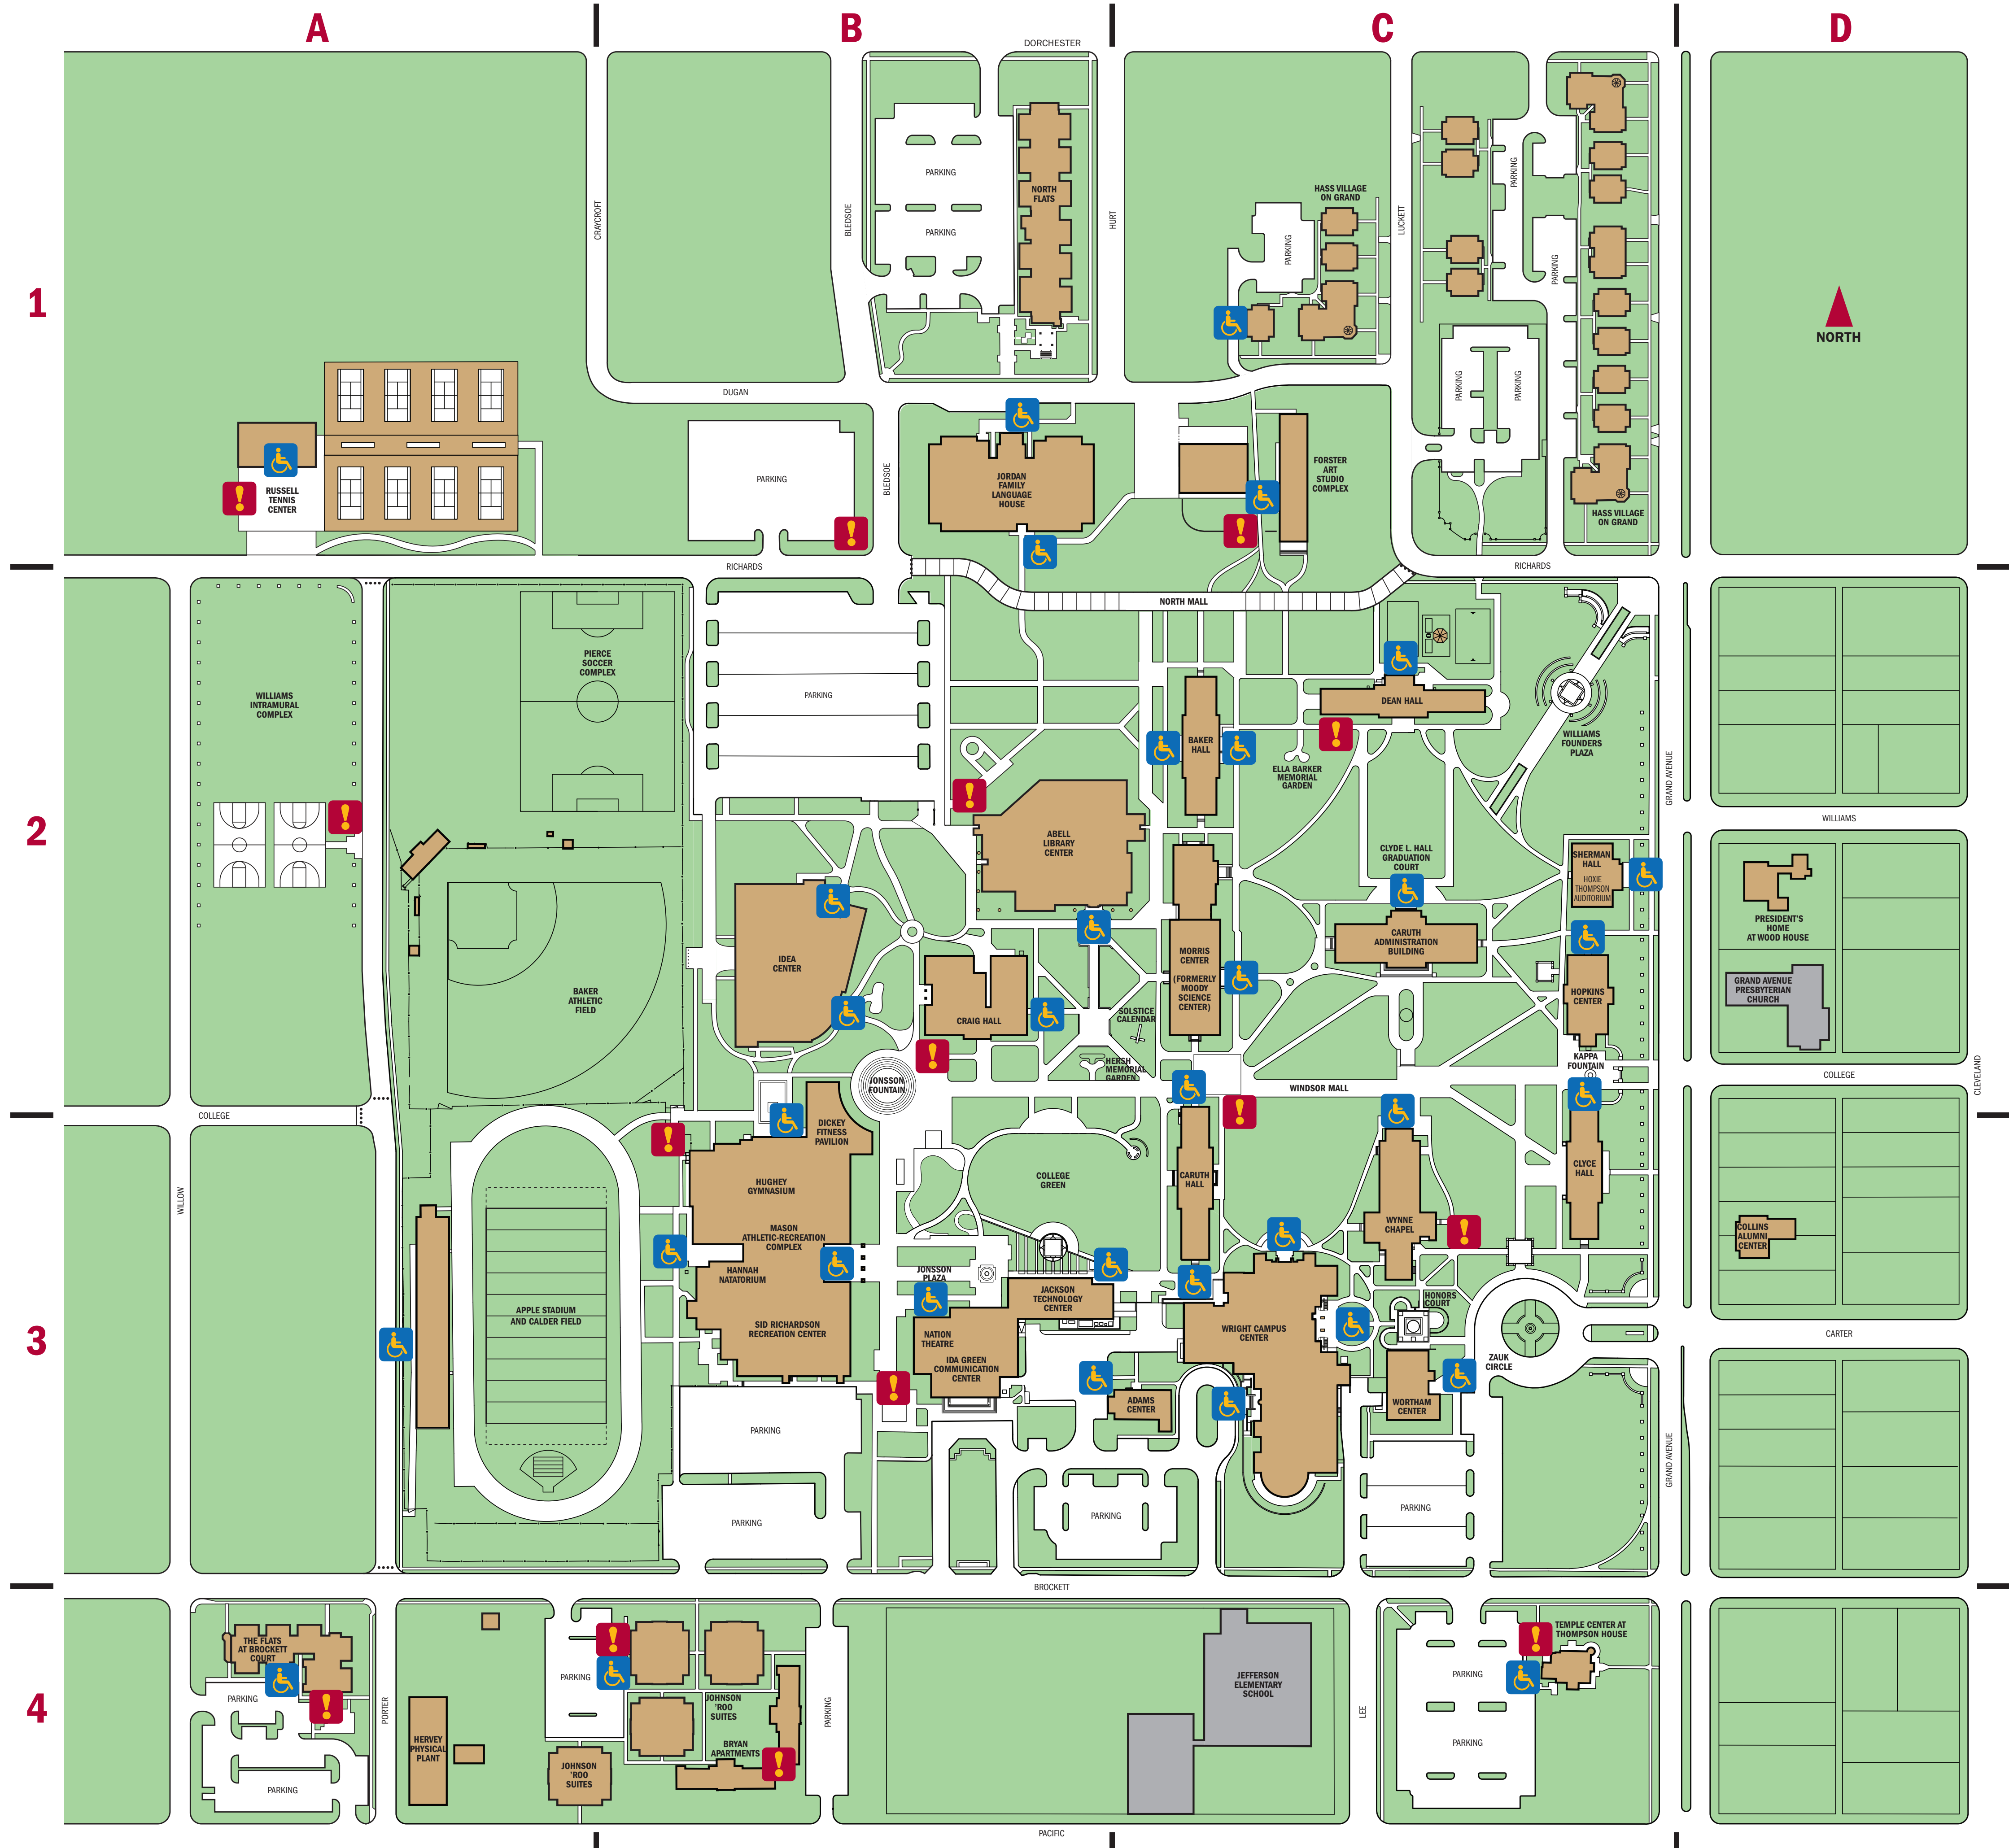 A
B
C
D
DORCHESTER
CRAYCROFT
BLEDSOE
PARKING
PARKING
NORTH
FLATS
HURT
HASS VILLAGE
ON GRAND
PARKING
LUCKETT
PARKING
PARKING
1
NORTH
DUGAN
PARKING
PARKING
RUSSELL
TENNIS
CENTER
PARKING
BLEDSOE
JORDAN
FAMILY
LANGUAGE
HOUSE
FORSTER
ART
STUDIO
COMPLEX
HASS VILLAGE
ON GRAND
RICHARDS
RICHARDS
NORTH MALL
WILLIAMS
INTRAMURAL
COMPLEX
PIERCE
SOCCER
COMPLEX
PARKING
BAKER
HALL
DEAN HALL
ELLA BARKER
MEMORIAL
GARDEN
WILLIAMS
FOUNDERS
PLAZA
GRAND AVENUE
WILLIAMS
2
ABELL
LIBRARY
CENTER
CLYDE L. HALL
GRADUATION
COURT
SHERMAN
HALL
HOXIE
THOMPSON
AUDITORIUM
PRESIDENT'S
HOME
AT WOOD HOUSE
CARUTH
ADMINISTRATION
BUILDING
IDEA
CENTER
MORRIS
CENTER
(FORMERLY
MOODY
SCIENCE
CENTER)
BAKER
ATHLETIC
FIELD
CRAIG HALL
SOLSTICE
CALENDAR
HOPKINS
CENTER
GRAND AVENUE
PRESBYTERIAN
CHURCH
HERSH
MEMORIAL
GARDEN
KAPPA
FOUNTAIN
JONSSON
FOUNTAIN
WINDSOR MALL
COLLEGE
CLEVELAND
COLLEGE
DICKEY
FITNESS
PAVILION
HUGHEY
GYMNASIUM
COLLEGE
GREEN
CARUTH
HALL
CLYCE
HALL
WILLOW
MASON
ATHLETIC-RECREATION
COMPLEX
WYNNE
CHAPEL
COLLINS
ALUMNI
CENTER
HANNAH
NATATORIUM
JONSSON
PLAZA
JACKSON
TECHNOLOGY
CENTER
HONORS
COURT
3
APPLE STADIUM
AND CALDER FIELD
SID RICHARDSON
RECREATION CENTER
NATION
THEATRE
IDA GREEN
COMMUNICATION
CENTER
WRIGHT CAMPUS
CENTER
ZAUK
CIRCLE
CARTER
ADAMS
CENTER
WORTHAM
CENTER
PARKING
PARKING
PARKING
PARKING
GRAND AVENUE
BROCKETT
THE FLATS
AT BROCKETT
COURT
PARKING
PARKING
PORTER
HERVEY
PHYSICAL
PLANT
PARKING
JOHNSON
'ROO
SUITES
JOHNSON
'ROO
SUITES
BRYAN
APARTMENTS
PARKING
JEFFERSON
ELEMENTARY
SCHOOL
LEE
PARKING
PARKING
TEMPLE CENTER AT
THOMPSON HOUSE
4
PACIFIC